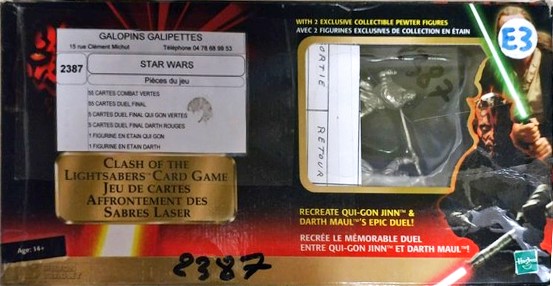 GALOPINS GALIPETTES
15 rue Clément Michut Téléphone 04 78 68 99 53
2387
STAR WARS
Pièces du jeu
55 CARTES COMBAT VERTES
55 CARTES DUEL FINAL
5 CARTES DUEL FINAL QUI GON VERTES
5 CARTES DUEL FINAL DARTH ROUGES
1 FIGURINE EN ETAIN QUI-GON
1 FIGURINE EN ETAIN DARTH
CLASH OF THE
LIGHTSABERS™ CARD GAME
JEU DE CARTES
AFFRONTEMENT DES
SABRES LASER
Age: 14+
2387
WITH 2 EXCLUSIVE COLLECTIBLE PEWTER FIGURES
AVEC 2 FIGURINES EXCLUSIVES DE COLLECTION EN ÉTAIN
E3
SORTIE
RETOUR
RECREATE QUI-GON JINN™ &
DARTH MAUL™'S EPIC DUEL!
RECRÉE LE MÉMORABLE DUEL
ENTRE QUI-GON JINN™ ET DARTH MAUL™!
Hasbro